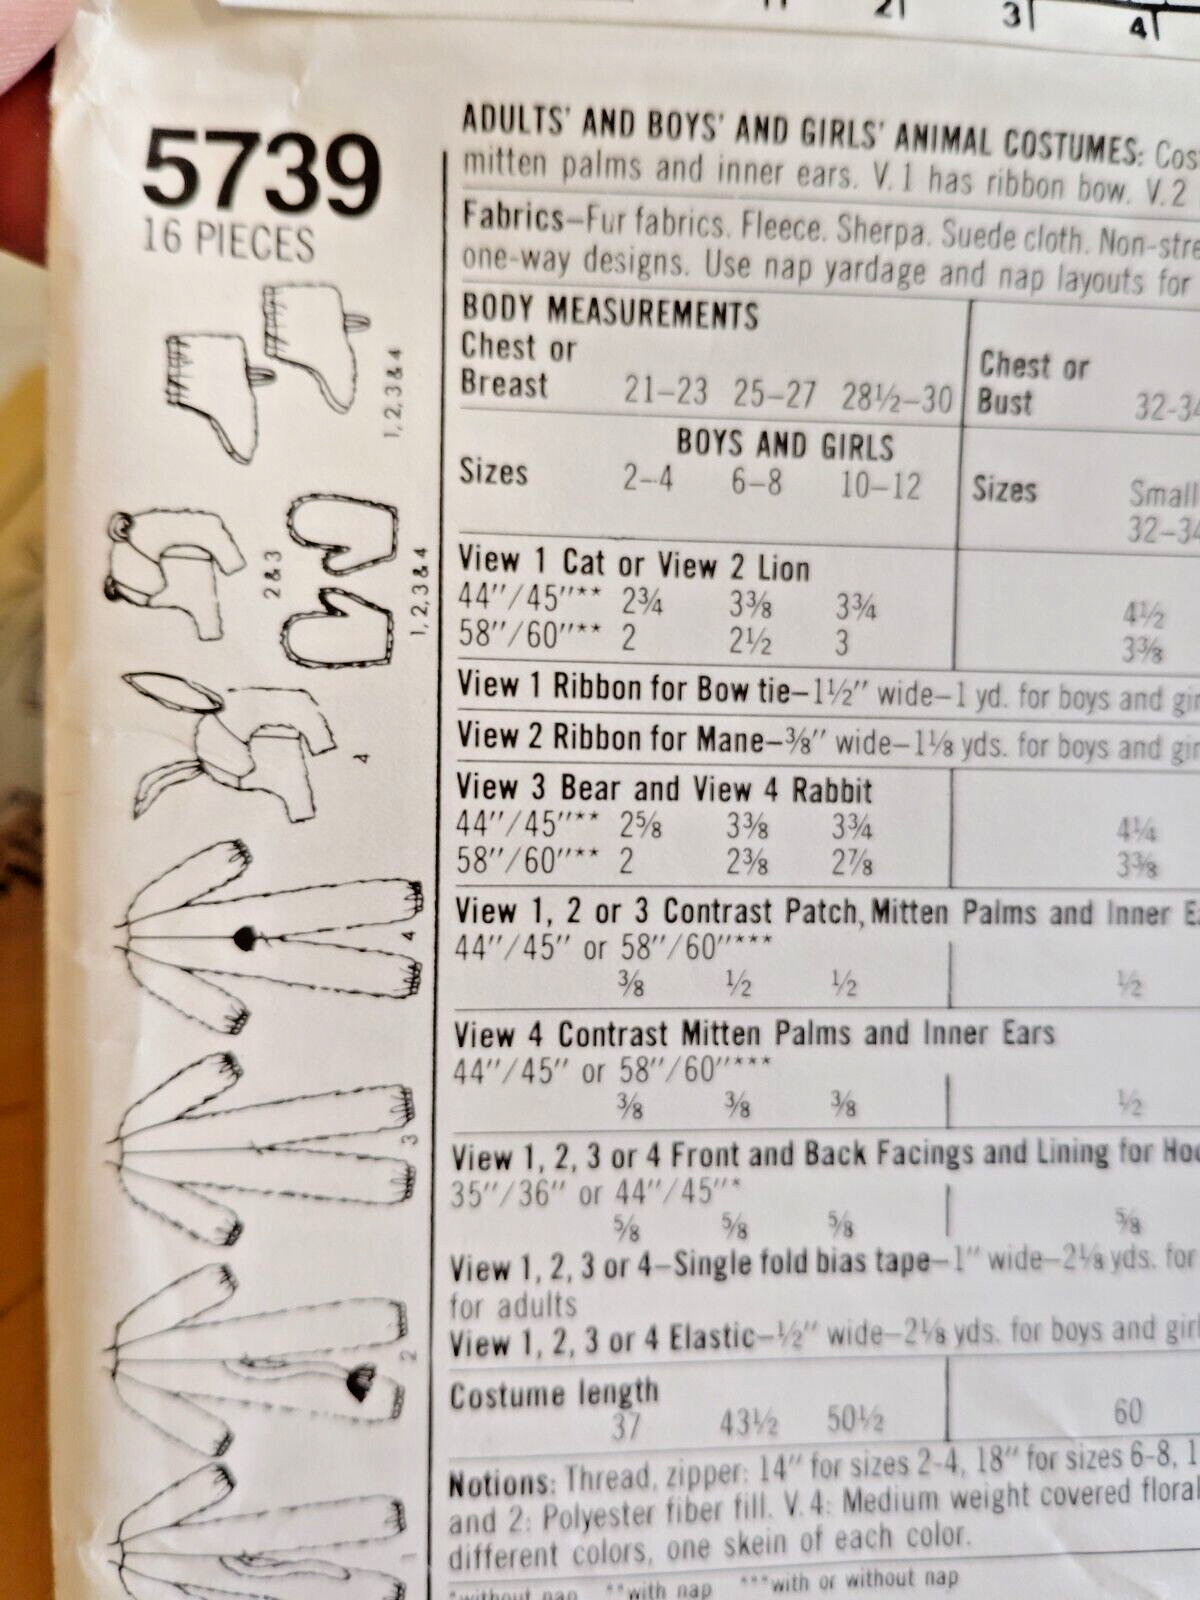 2 3 4
5739
16 PIECES
1, 2, 3 & 4
2 & 3
1, 2, 3 & 4
4
4
3
2
1
ADULTS' AND BOYS' AND GIRLS' ANIMAL COSTUMES:
mitten palms and inner ears. V.1 has ribbon bow. V.2
Fabrics—Fur fabrics. Fleece. Sherpa. Suede cloth.
one-way designs. Use nap yardage and nap layouts for
BODY MEASUREMENTS
Chest or
Breast 21–23 25–27 28½–30
Chest or
Bust 32-34
BOYS AND GIRLS
Sizes 2–4 6–8 10–12
Sizes Small
32–34
View 1 Cat or View 2 Lion
44″/45″** 2¾ 3⅜ 3¾ 4½
58″/60″** 2 2½ 3 3⅜
View 1 Ribbon for Bow tie—1½″ wide—1 yd. for boys and
View 2 Ribbon for Mane—⅜″ wide—1⅛ yds. for boys and
View 3 Bear and View 4 Rabbit
44″/45″** 2⅝ 3⅜ 3¾ 4¼
58″/60″** 2 2⅜ 2⅞ 3⅜
View 1, 2 or 3 Contrast Patch, Mitten Palms and Inner
44″/45″ or 58″/60″***
⅜ ½ ½ ½
View 4 Contrast Mitten Palms and Inner Ears
44″/45″ or 58″/60″***
⅜ ⅜ ⅜ ½
View 1, 2, 3 or 4 Front and Back Facings and Lining for
35″/36″ or 44″/45″*
⅝ ⅝ ⅝ ⅝
View 1, 2, 3 or 4—Single fold bias tape—1″ wide—2⅛ yds. for
for adults
View 1, 2, 3 or 4 Elastic—½″ wide—2⅛ yds. for boys and
Costume length
37 43½ 50½ 60
Notions: Thread, zipper: 14″ for sizes 2-4, 18″ for sizes 6-8,
and 2: Polyester fiber fill. V. 4: Medium weight covered
different colors, one skein of each color.
*without nap **with nap ***with or without nap